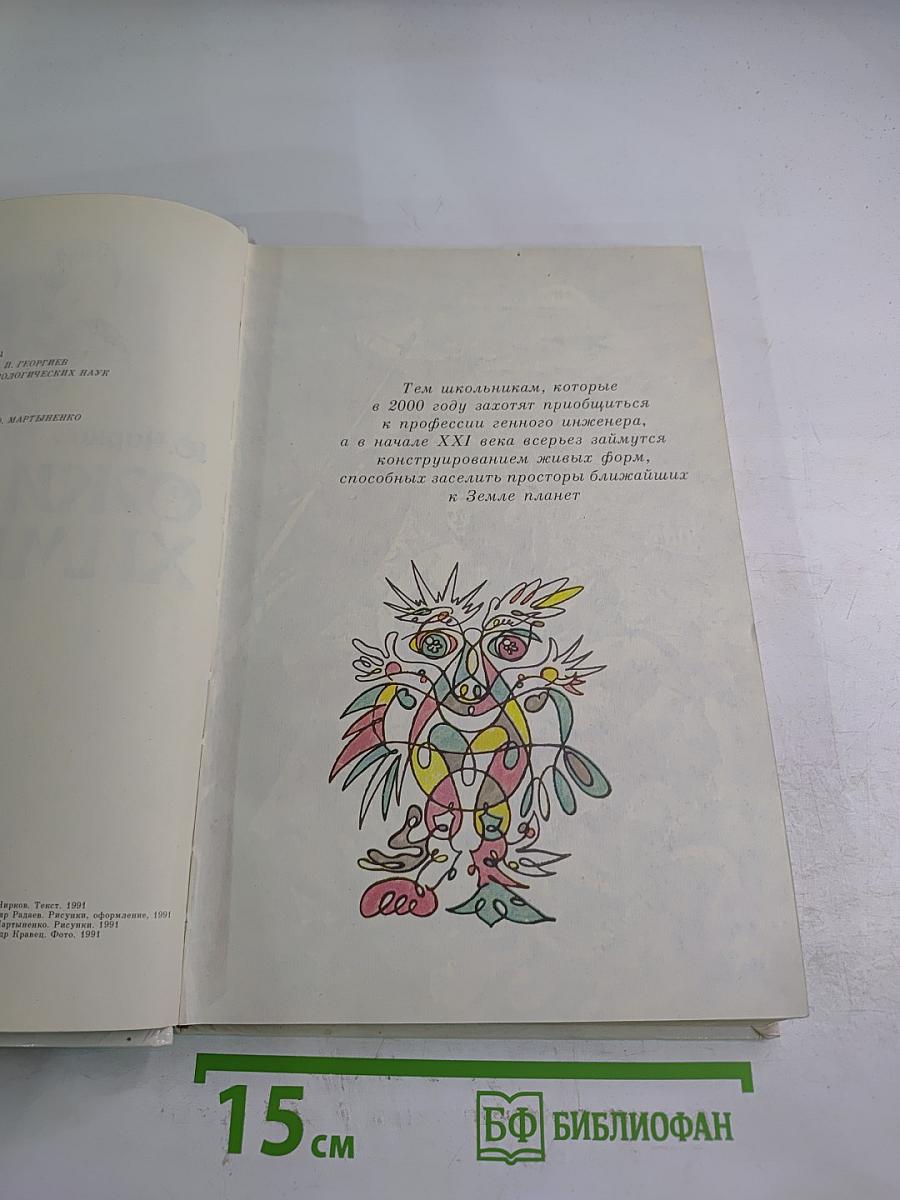 П. ГЕОРГИЕВ
ОЛОГИЧЕСКИХ НАУК
МАРТЫНЕНКО
Тем школьникам, которые
в 2000 году захотят приобщиться
к профессии генного инженера,
а в начале XXI века всерьез займутся
конструированием живых форм,
способных заселить просторы ближайших
к Земле планет
Чирков. Текст. 1991
др Радаев. Рисунки, оформление, 1991
Мартыненко. Рисунки. 1991
др Кравец. Фото. 1991
15 см
БФ БИБЛИОФАН